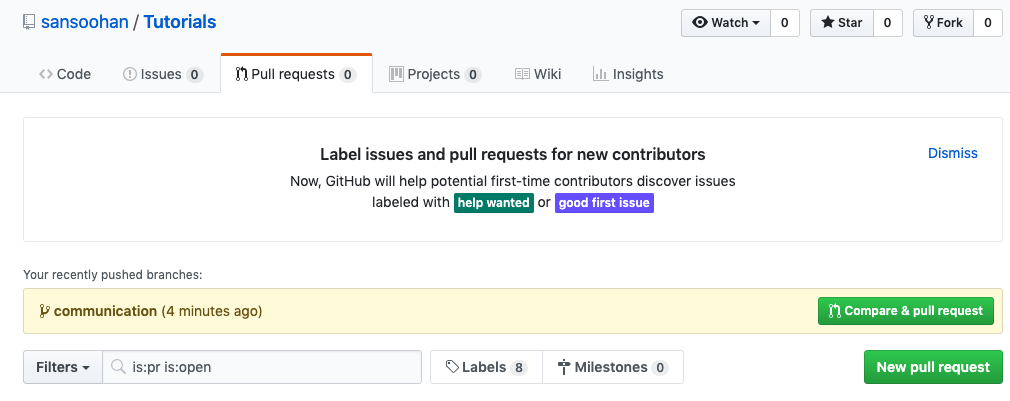 sansoohan / Tutorials
Watch 0 Star 0 Fork 0
Code Issues 0 Pull requests 0 Projects 0 Wiki Insights
Label issues and pull requests for new contributors
Dismiss
Now, GitHub will help potential first-time contributors discover issues
labeled with help wanted or good first issue
Your recently pushed branches:
communication (4 minutes ago) Compare & pull request
Filters is:pr is:open Labels 8 Milestones 0 New pull request